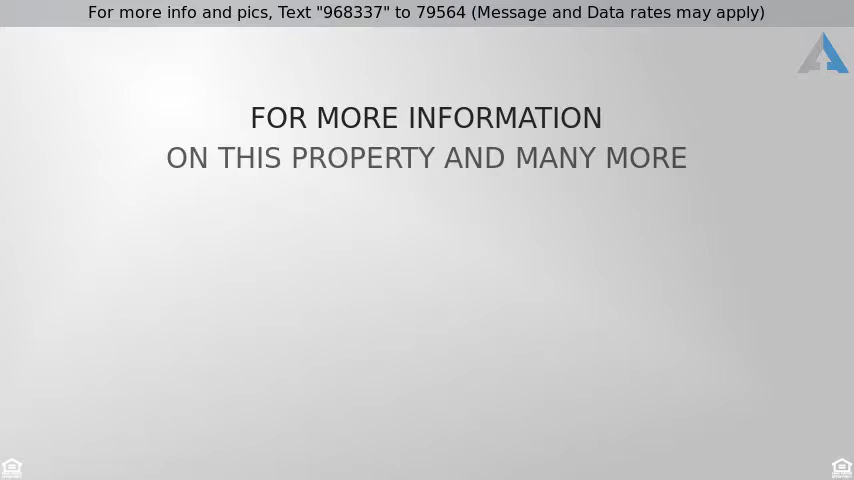 For more info and pics, Text "968337" to 79564 (Message and Data rates may apply)
FOR MORE INFORMATION
ON THIS PROPERTY AND MANY MORE